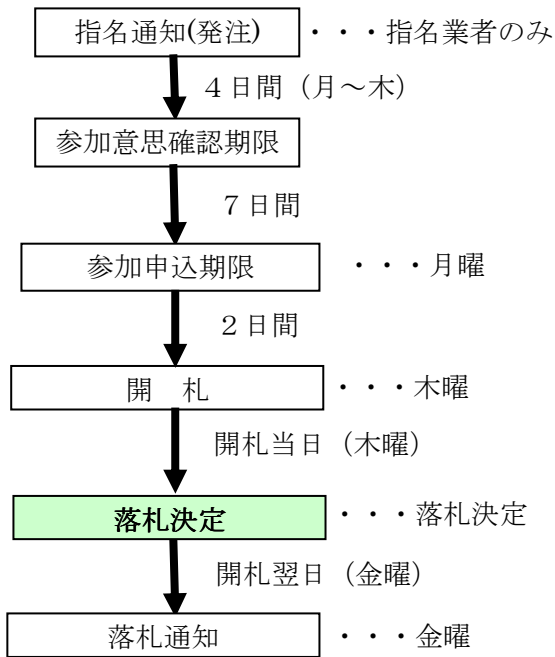 指名通知(発注) ・・・指名業者のみ
４日間（月～木）
参加意思確認期限
７日間
参加申込期限 ・・・月曜
２日間
開　札 ・・・木曜
開札当日（木曜）
落札決定 ・・・落札決定
開札翌日（金曜）
落札通知 ・・・金曜